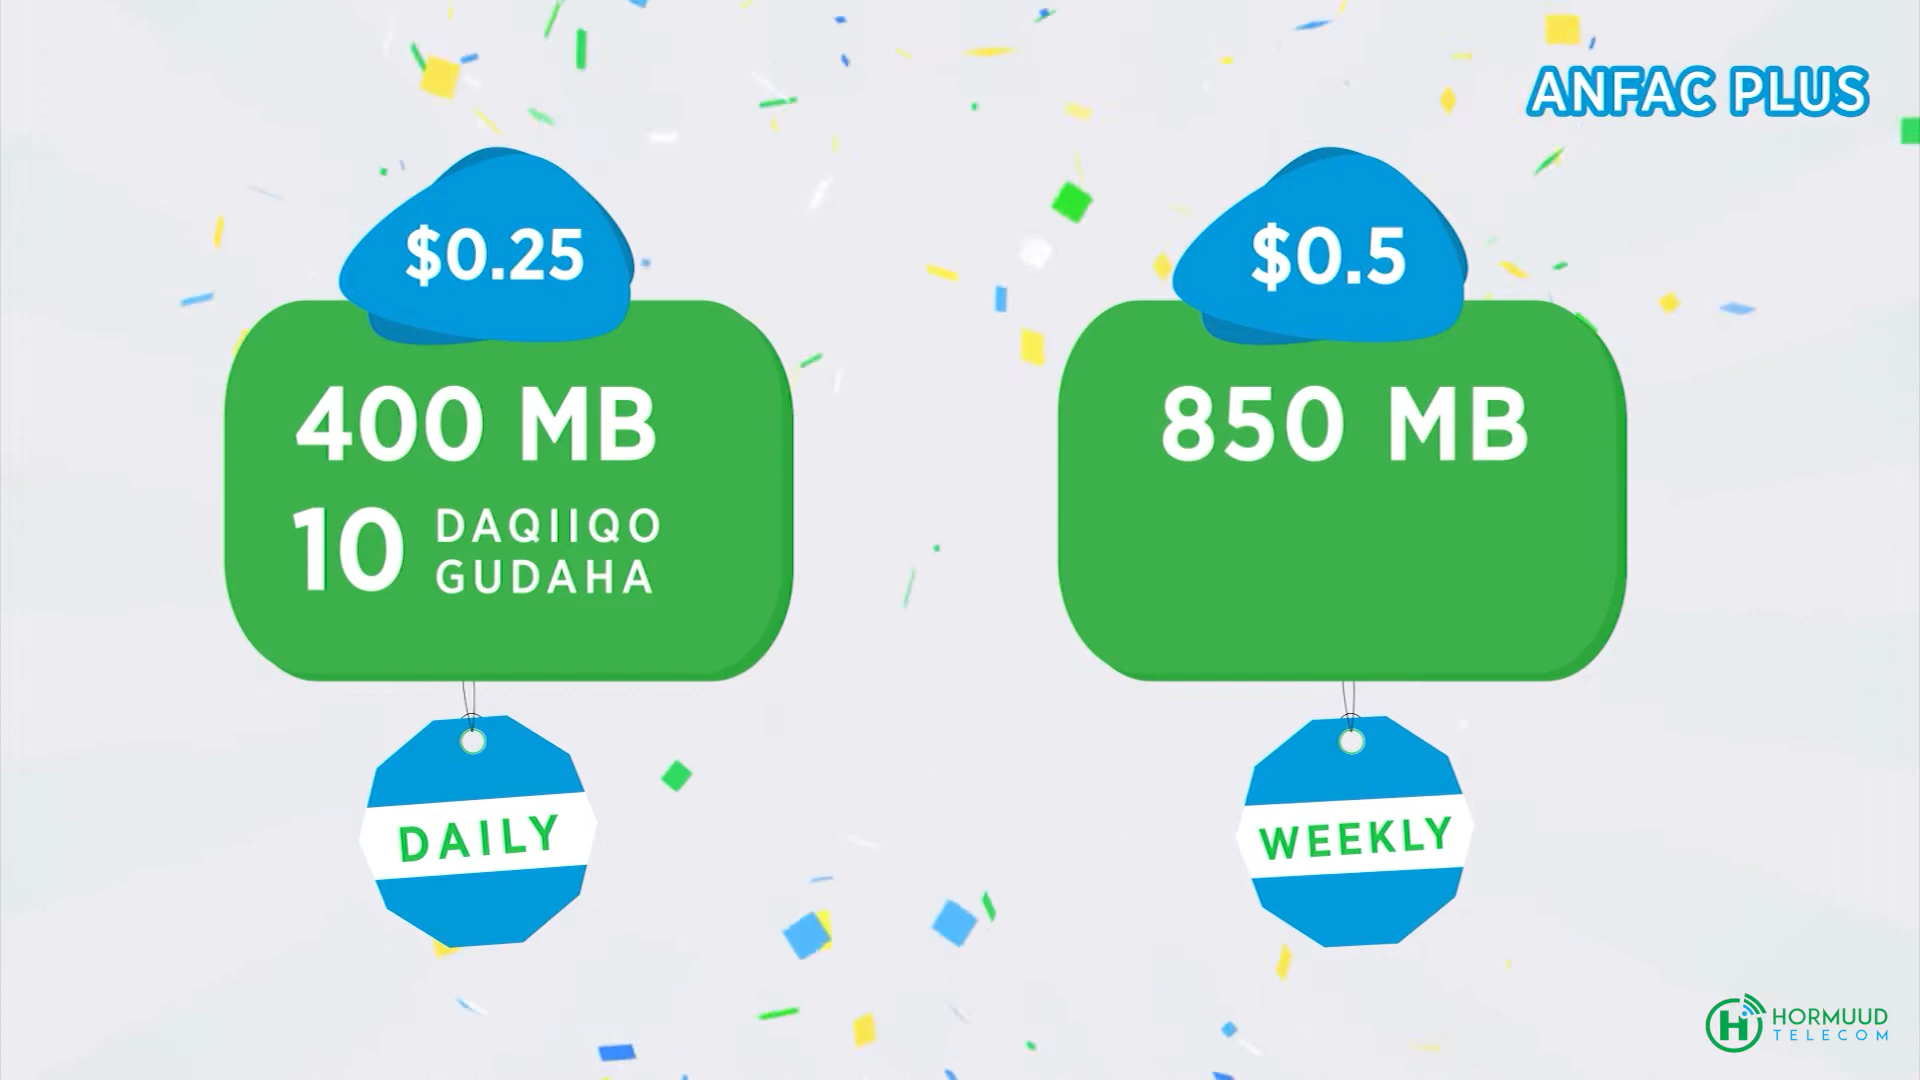 ANFAC PLUS
$0.25
400 MB
10 DAQIIQO
GUDAHA
DAILY
$0.5
850 MB
WEEKLY
HORMUUD
TELECOM